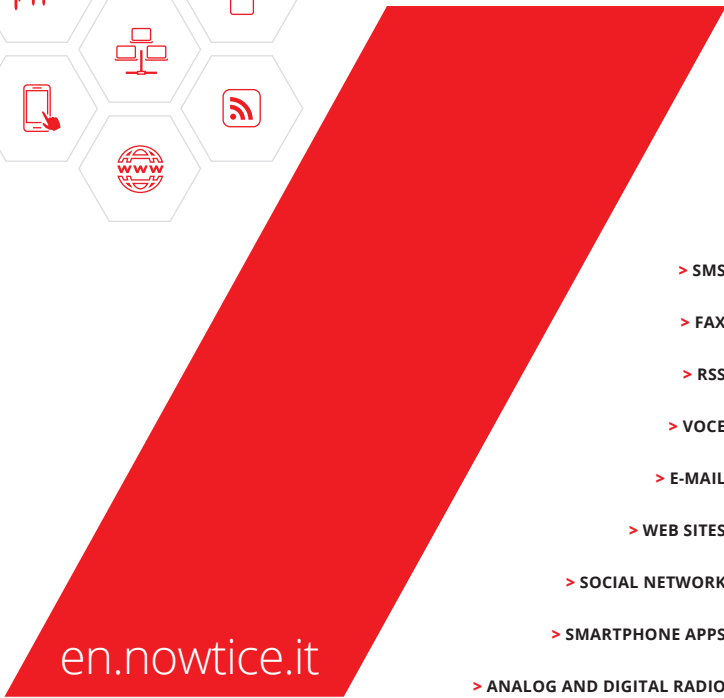 www
> SMS
> FAX
> RSS
> VOCE
> E-MAIL
> WEB SITES
> SOCIAL NETWORK
> SMARTPHONE APPS
> ANALOG AND DIGITAL RADIO
en.nowtice.it